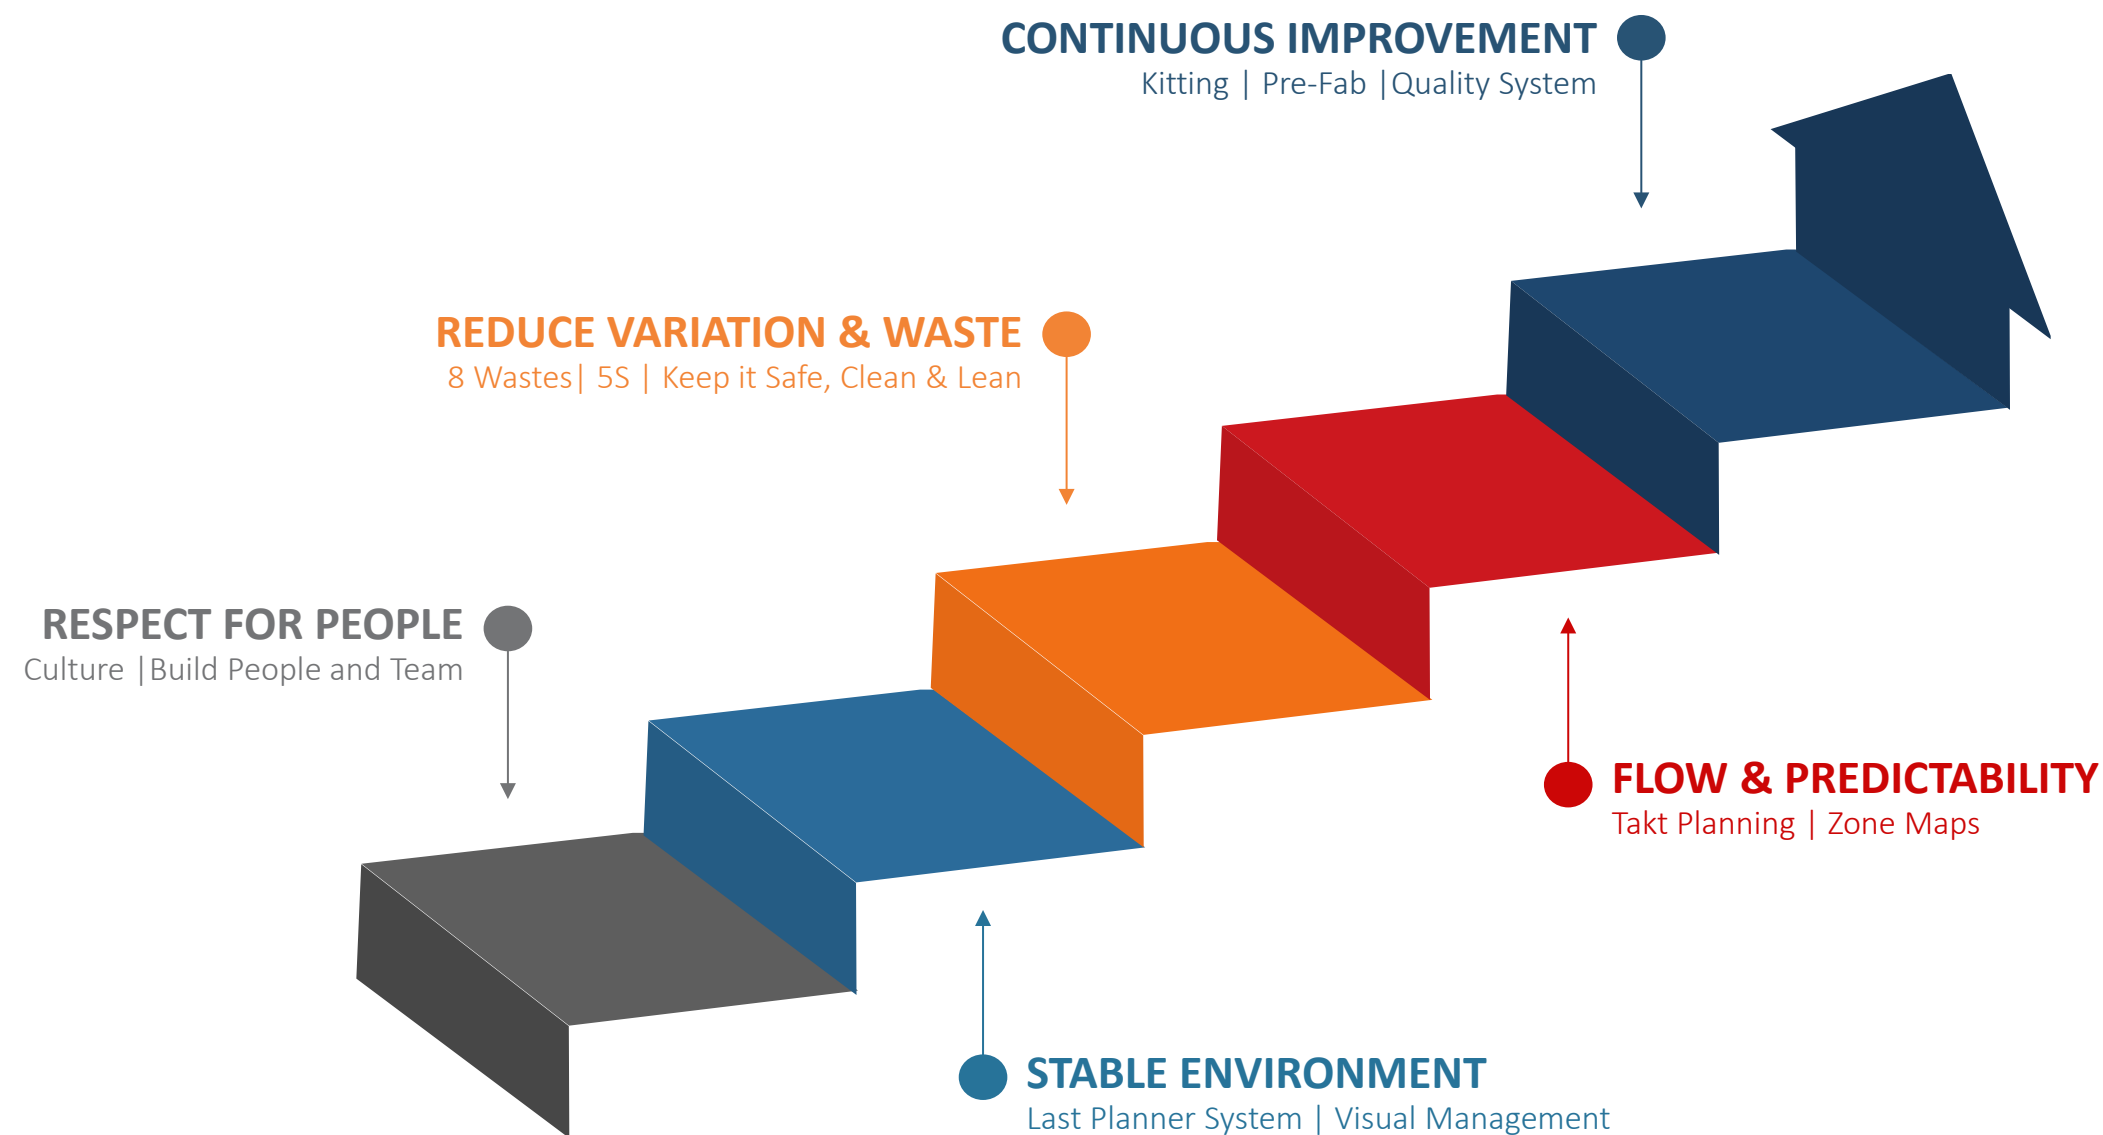 CONTINUOUS IMPROVEMENT
Kitting | Pre-Fab |Quality System
REDUCE VARIATION & WASTE
8 Wastes| 5S | Keep it Safe, Clean & Lean
RESPECT FOR PEOPLE
Culture |Build People and Team
FLOW & PREDICTABILITY
Takt Planning | Zone Maps
STABLE ENVIRONMENT
Last Planner System | Visual Management